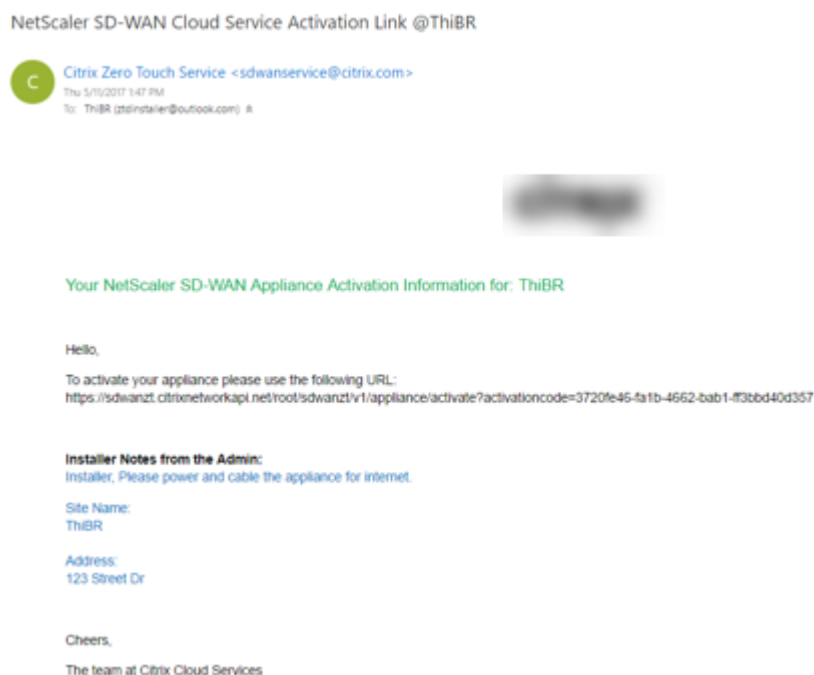 NetScaler SD-WAN Cloud Service Activation Link @ThiBR
C
Citrix Zero Touch Service <sdwanservice@citrix.com>
Thu 5/11/2017 1:47 PM
To: ThiBR (ztdinstaller@outlook.com)
Your NetScaler SD-WAN Appliance Activation Information for: ThiBR
Hello,
To activate your appliance please use the following URL:
https://sdwanzt.citrixnetworkapi.net/root/sdwanzt/v1/appliance/activate?activationcode=3720fe46-fa1b-4662-bab1-ff3bbd40d357
Installer Notes from the Admin:
Installer, Please power and cable the appliance for internet.
Site Name:
ThiBR
Address:
123 Street Dr
Cheers,
The team at Citrix Cloud Services